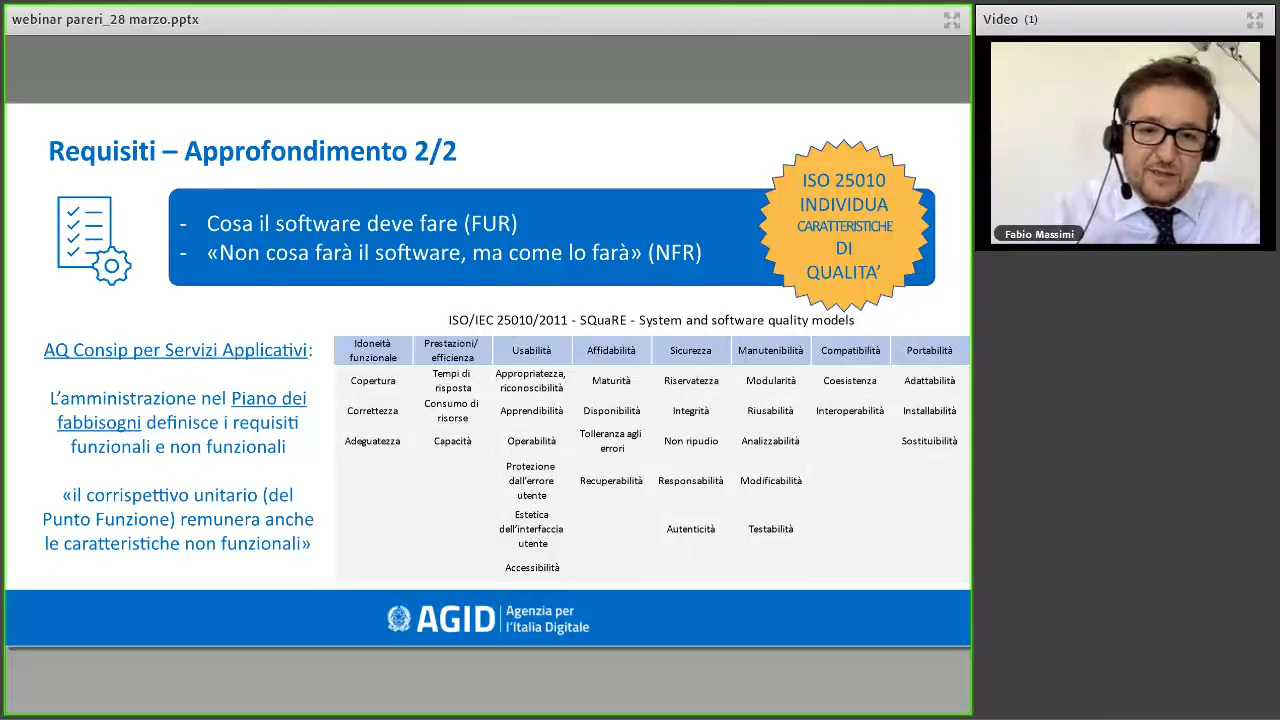 webinar pareri_28 marzo.pptx
Video (1)
Fabio Massimi
Requisiti – Approfondimento 2/2
- Cosa il software deve fare (FUR)
- «Non cosa farà il software, ma come lo farà» (NFR)
ISO 25010
INDIVIDUA
CARATTERISTICHE
DI
QUALITA’
AQ Consip per Servizi Applicativi:
L’amministrazione nel Piano dei
fabbisogni definisce i requisiti
funzionali e non funzionali
«il corrispettivo unitario (del
Punto Funzione) remunera anche
le caratteristiche non funzionali»
ISO/IEC 25010/2011 - SQuaRE - System and software quality models
Idoneità funzionale Prestazioni/ efficienza Usabilità Affidabilità Sicurezza Manutenibilità Compatibilità Portabilità
Copertura Tempi di risposta Appropriatezza, riconoscibilità Maturità Riservatezza Modularità Coesistenza Adattabilità
Correttezza Consumo di risorse Apprendibilità Disponibilità Integrità Riusabilità Interoperabilità Installabilità
Adeguatezza Capacità Operabilità Tolleranza agli errori Non ripudio Analizzabilità Sostituibilità
Protezione dall’errore utente Recuperabilità Responsabilità Modificabilità
Estetica dell’interfaccia utente Autenticità Testabilità
Accessibilità
AGID
Agenzia per
l’Italia Digitale